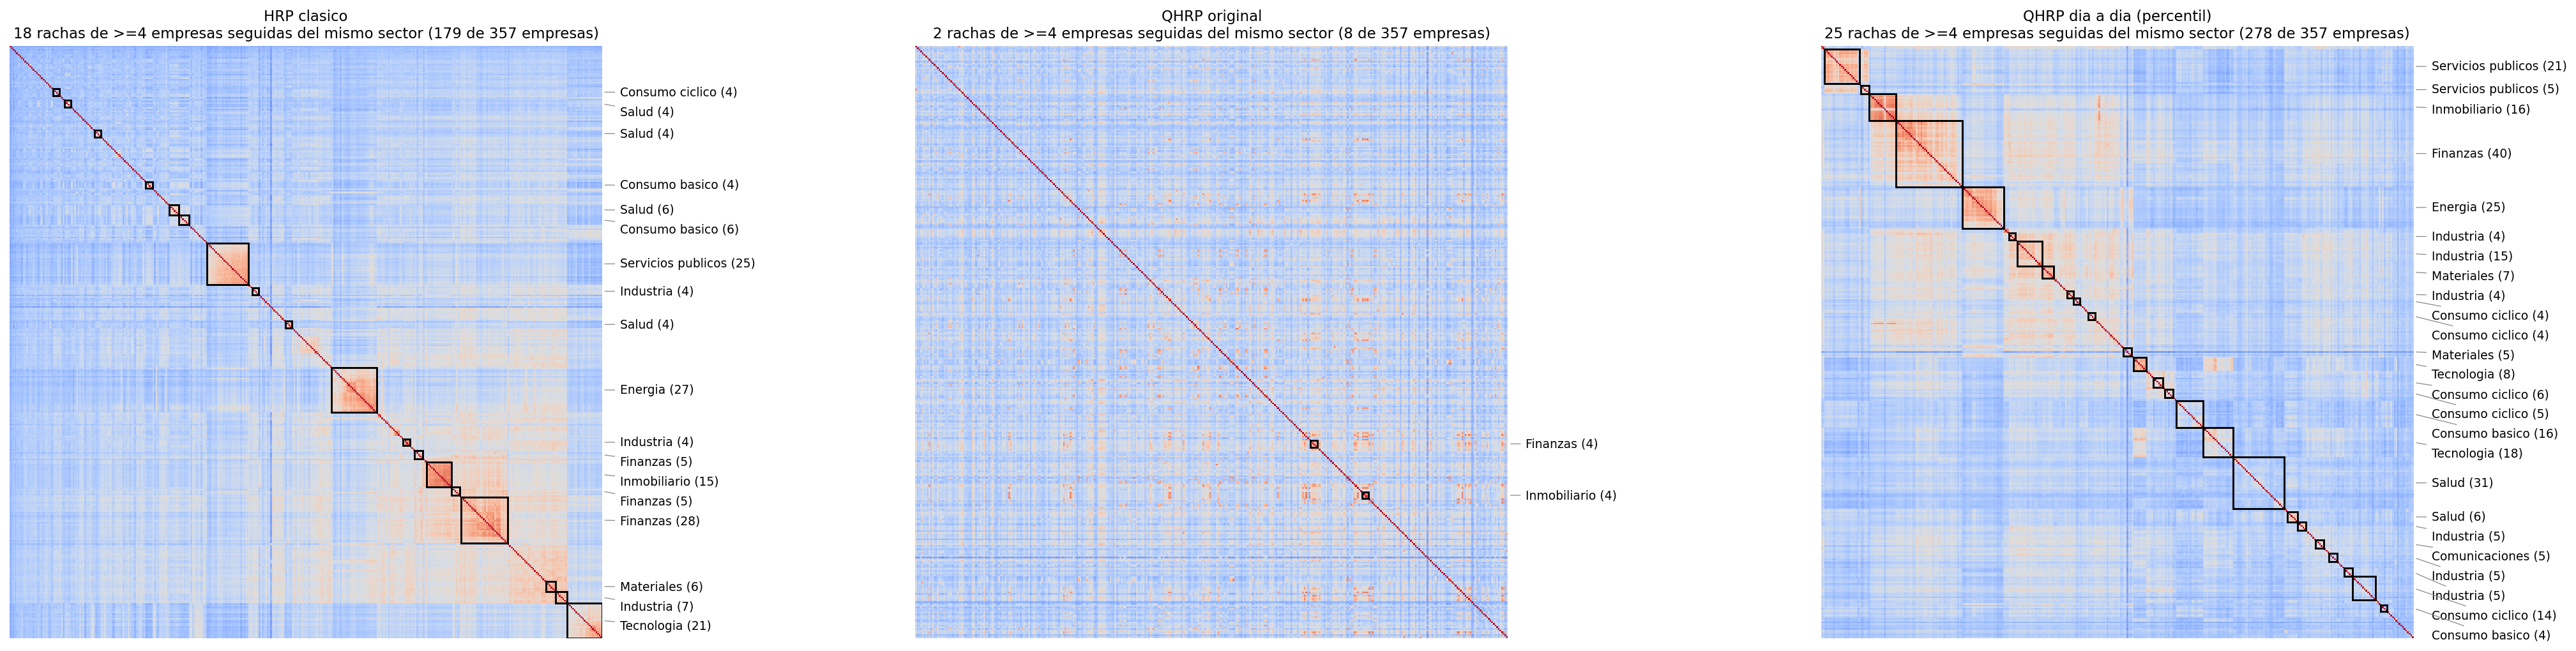 HRP clasico
18 rachas de >=4 empresas seguidas del mismo sector (179 de 357 empresas)
Consumo ciclico (4)
Salud (4)
Salud (4)
Consumo basico (4)
Salud (6)
Consumo basico (6)
Servicios publicos (25)
Industria (4)
Salud (4)
Energia (27)
Industria (4)
Finanzas (5)
Inmobiliario (15)
Finanzas (5)
Finanzas (28)
Materiales (6)
Industria (7)
Tecnologia (21)
QHRP original
2 rachas de >=4 empresas seguidas del mismo sector (8 de 357 empresas)
Finanzas (4)
Inmobiliario (4)
QHRP dia a dia (percentil)
25 rachas de >=4 empresas seguidas del mismo sector (278 de 357 empresas)
Servicios publicos (21)
Servicios publicos (5)
Inmobiliario (16)
Finanzas (40)
Energia (25)
Industria (4)
Industria (15)
Materiales (7)
Industria (4)
Consumo ciclico (4)
Consumo ciclico (4)
Materiales (5)
Tecnologia (8)
Consumo ciclico (6)
Consumo ciclico (5)
Consumo basico (16)
Tecnologia (18)
Salud (31)
Salud (6)
Industria (5)
Comunicaciones (5)
Industria (5)
Industria (5)
Consumo ciclico (14)
Consumo basico (4)